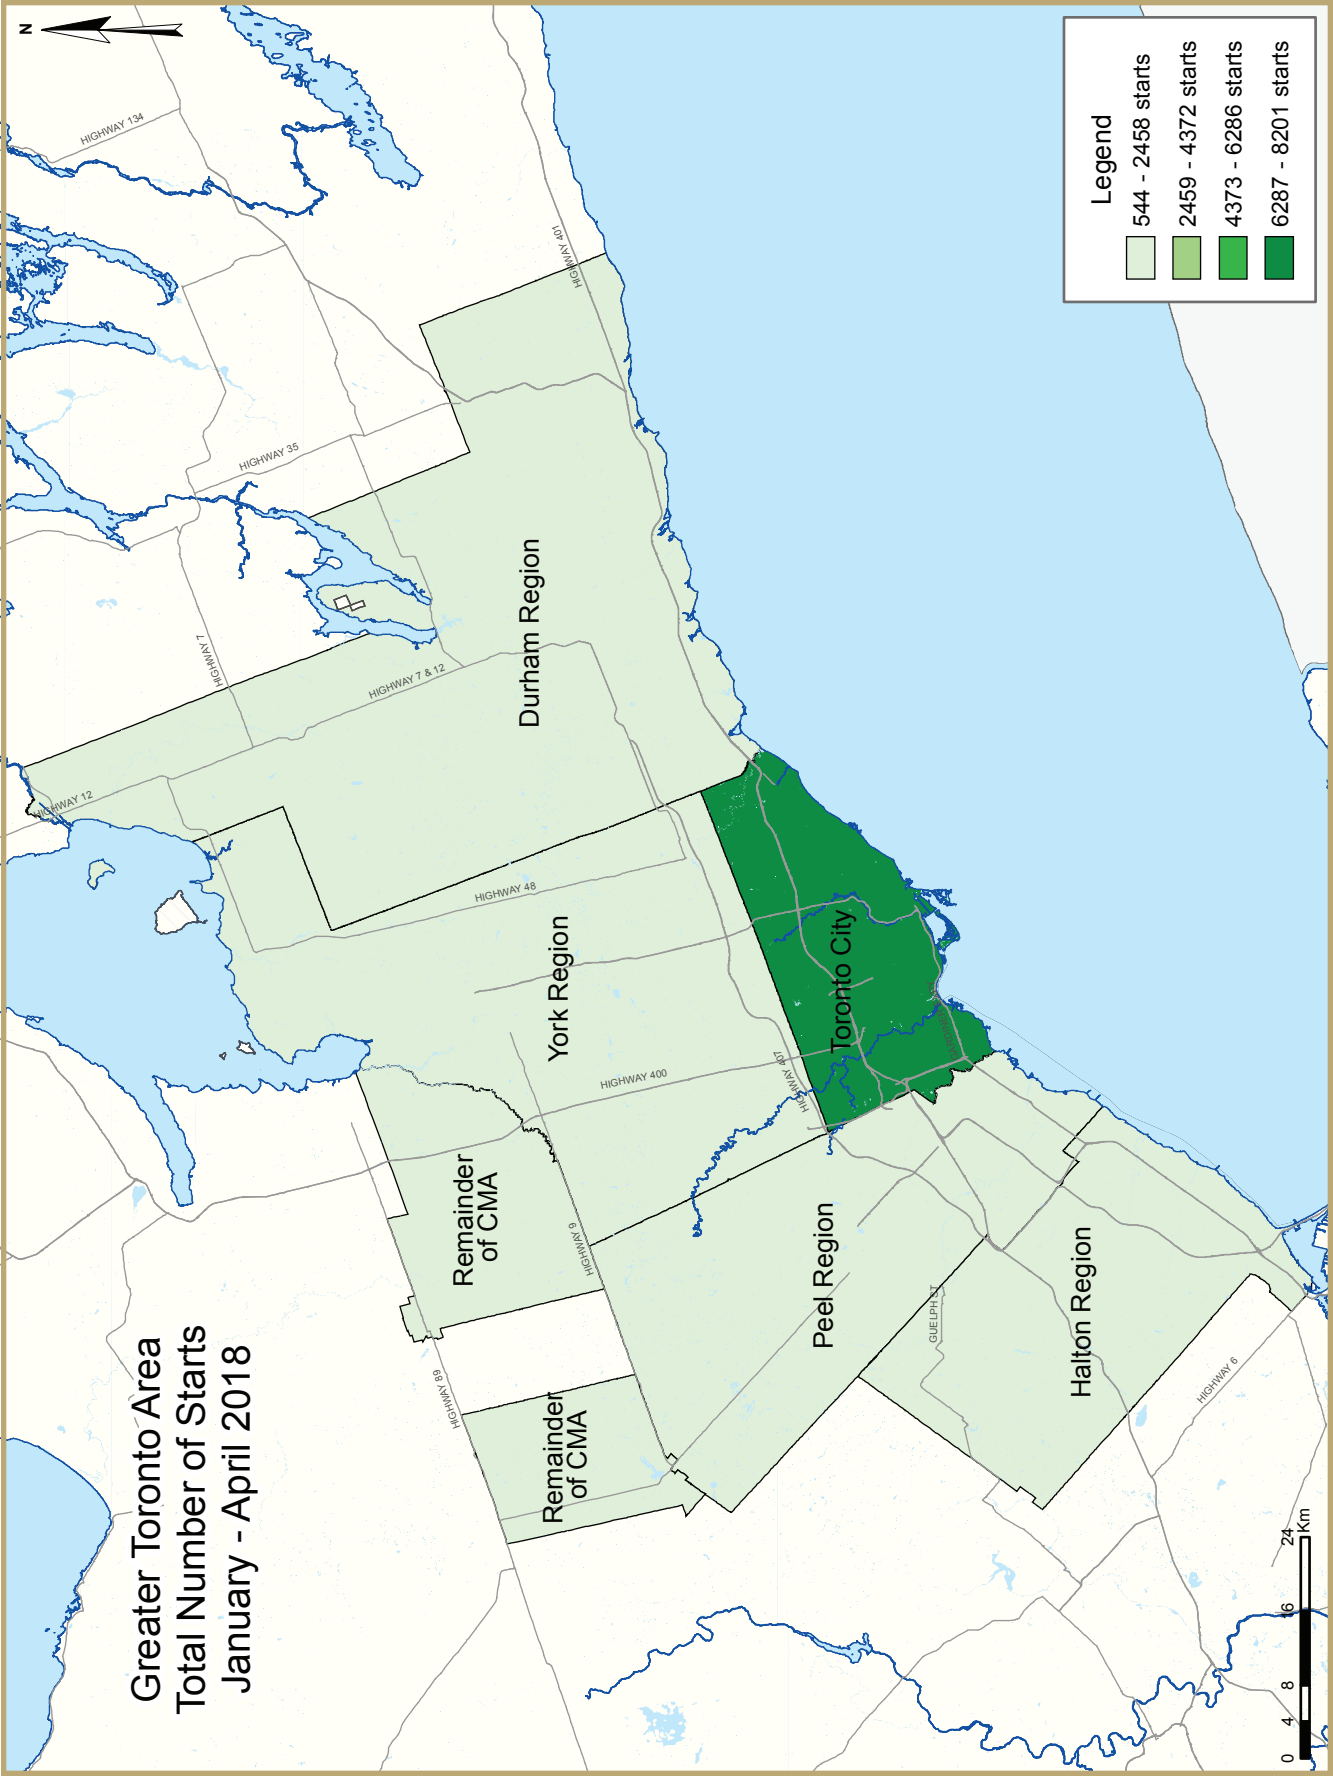 Greater Toronto Area
Total Number of Starts
January - April 2018
N
HIGHWAY 134
HIGHWAY 401
HIGHWAY 35
HIGHWAY 7
HIGHWAY 7 & 12
HIGHWAY 12
Durham Region
HIGHWAY 48
York Region
HIGHWAY 400
HIGHWAY 407
Toronto City
Remainder
of CMA
HIGHWAY 9
HIGHWAY 89
Remainder
of CMA
Peel Region
GUELPH ST
Halton Region
HIGHWAY 6
Legend
544 - 2458 starts
2459 - 4372 starts
4373 - 6286 starts
6287 - 8201 starts
0 4 8 16 24
Km